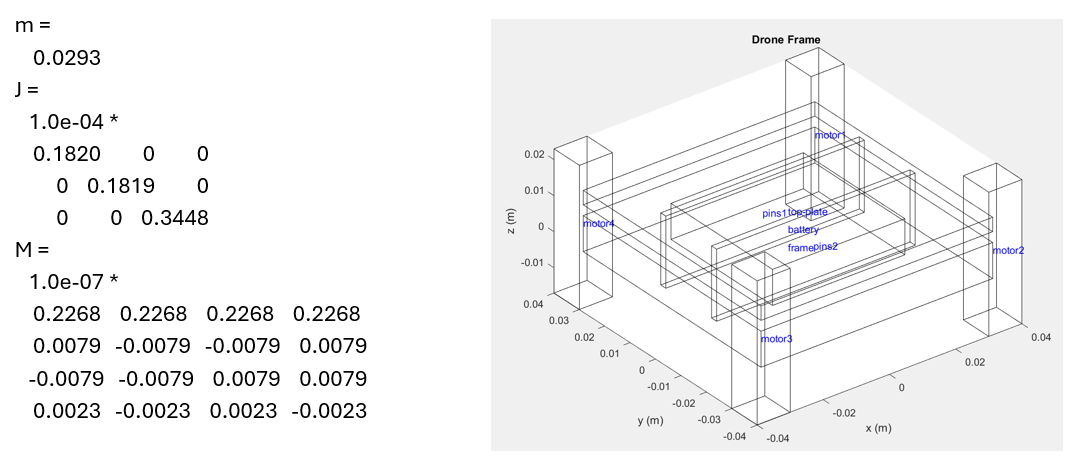 m =
0.0293
J =
1.0e-04 *
0.1820 0 0
0 0.1819 0
0 0 0.3448
M =
1.0e-07 *
0.2268 0.2268 0.2268 0.2268
0.0079 -0.0079 -0.0079 0.0079
-0.0079 -0.0079 0.0079 0.0079
0.0023 -0.0023 0.0023 -0.0023
Drone Frame
motor1
motor4
pins1 top-plate
battery
frame pins2
motor2
motor3
z (m)
0.02
0.01
0
-0.01
y (m)
0.04
0.03
0.02
0.01
0
-0.01
-0.02
-0.03
-0.04
x (m)
-0.04
-0.02
0
0.02
0.04